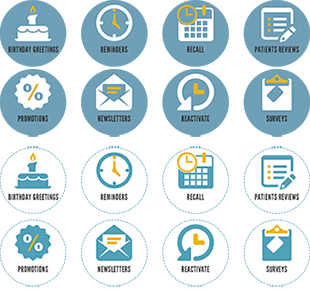 BIRTHDAY GREETINGS
REMINDERS
RECALL
PATIENTS REVIEWS
PROMOTIONS
NEWSLETTERS
REACTIVATE
SURVEYS
BIRTHDAY GREETINGS
REMINDERS
RECALL
PATIENTS REVIEWS
PROMOTIONS
NEWSLETTERS
REACTIVATE
SURVEYS